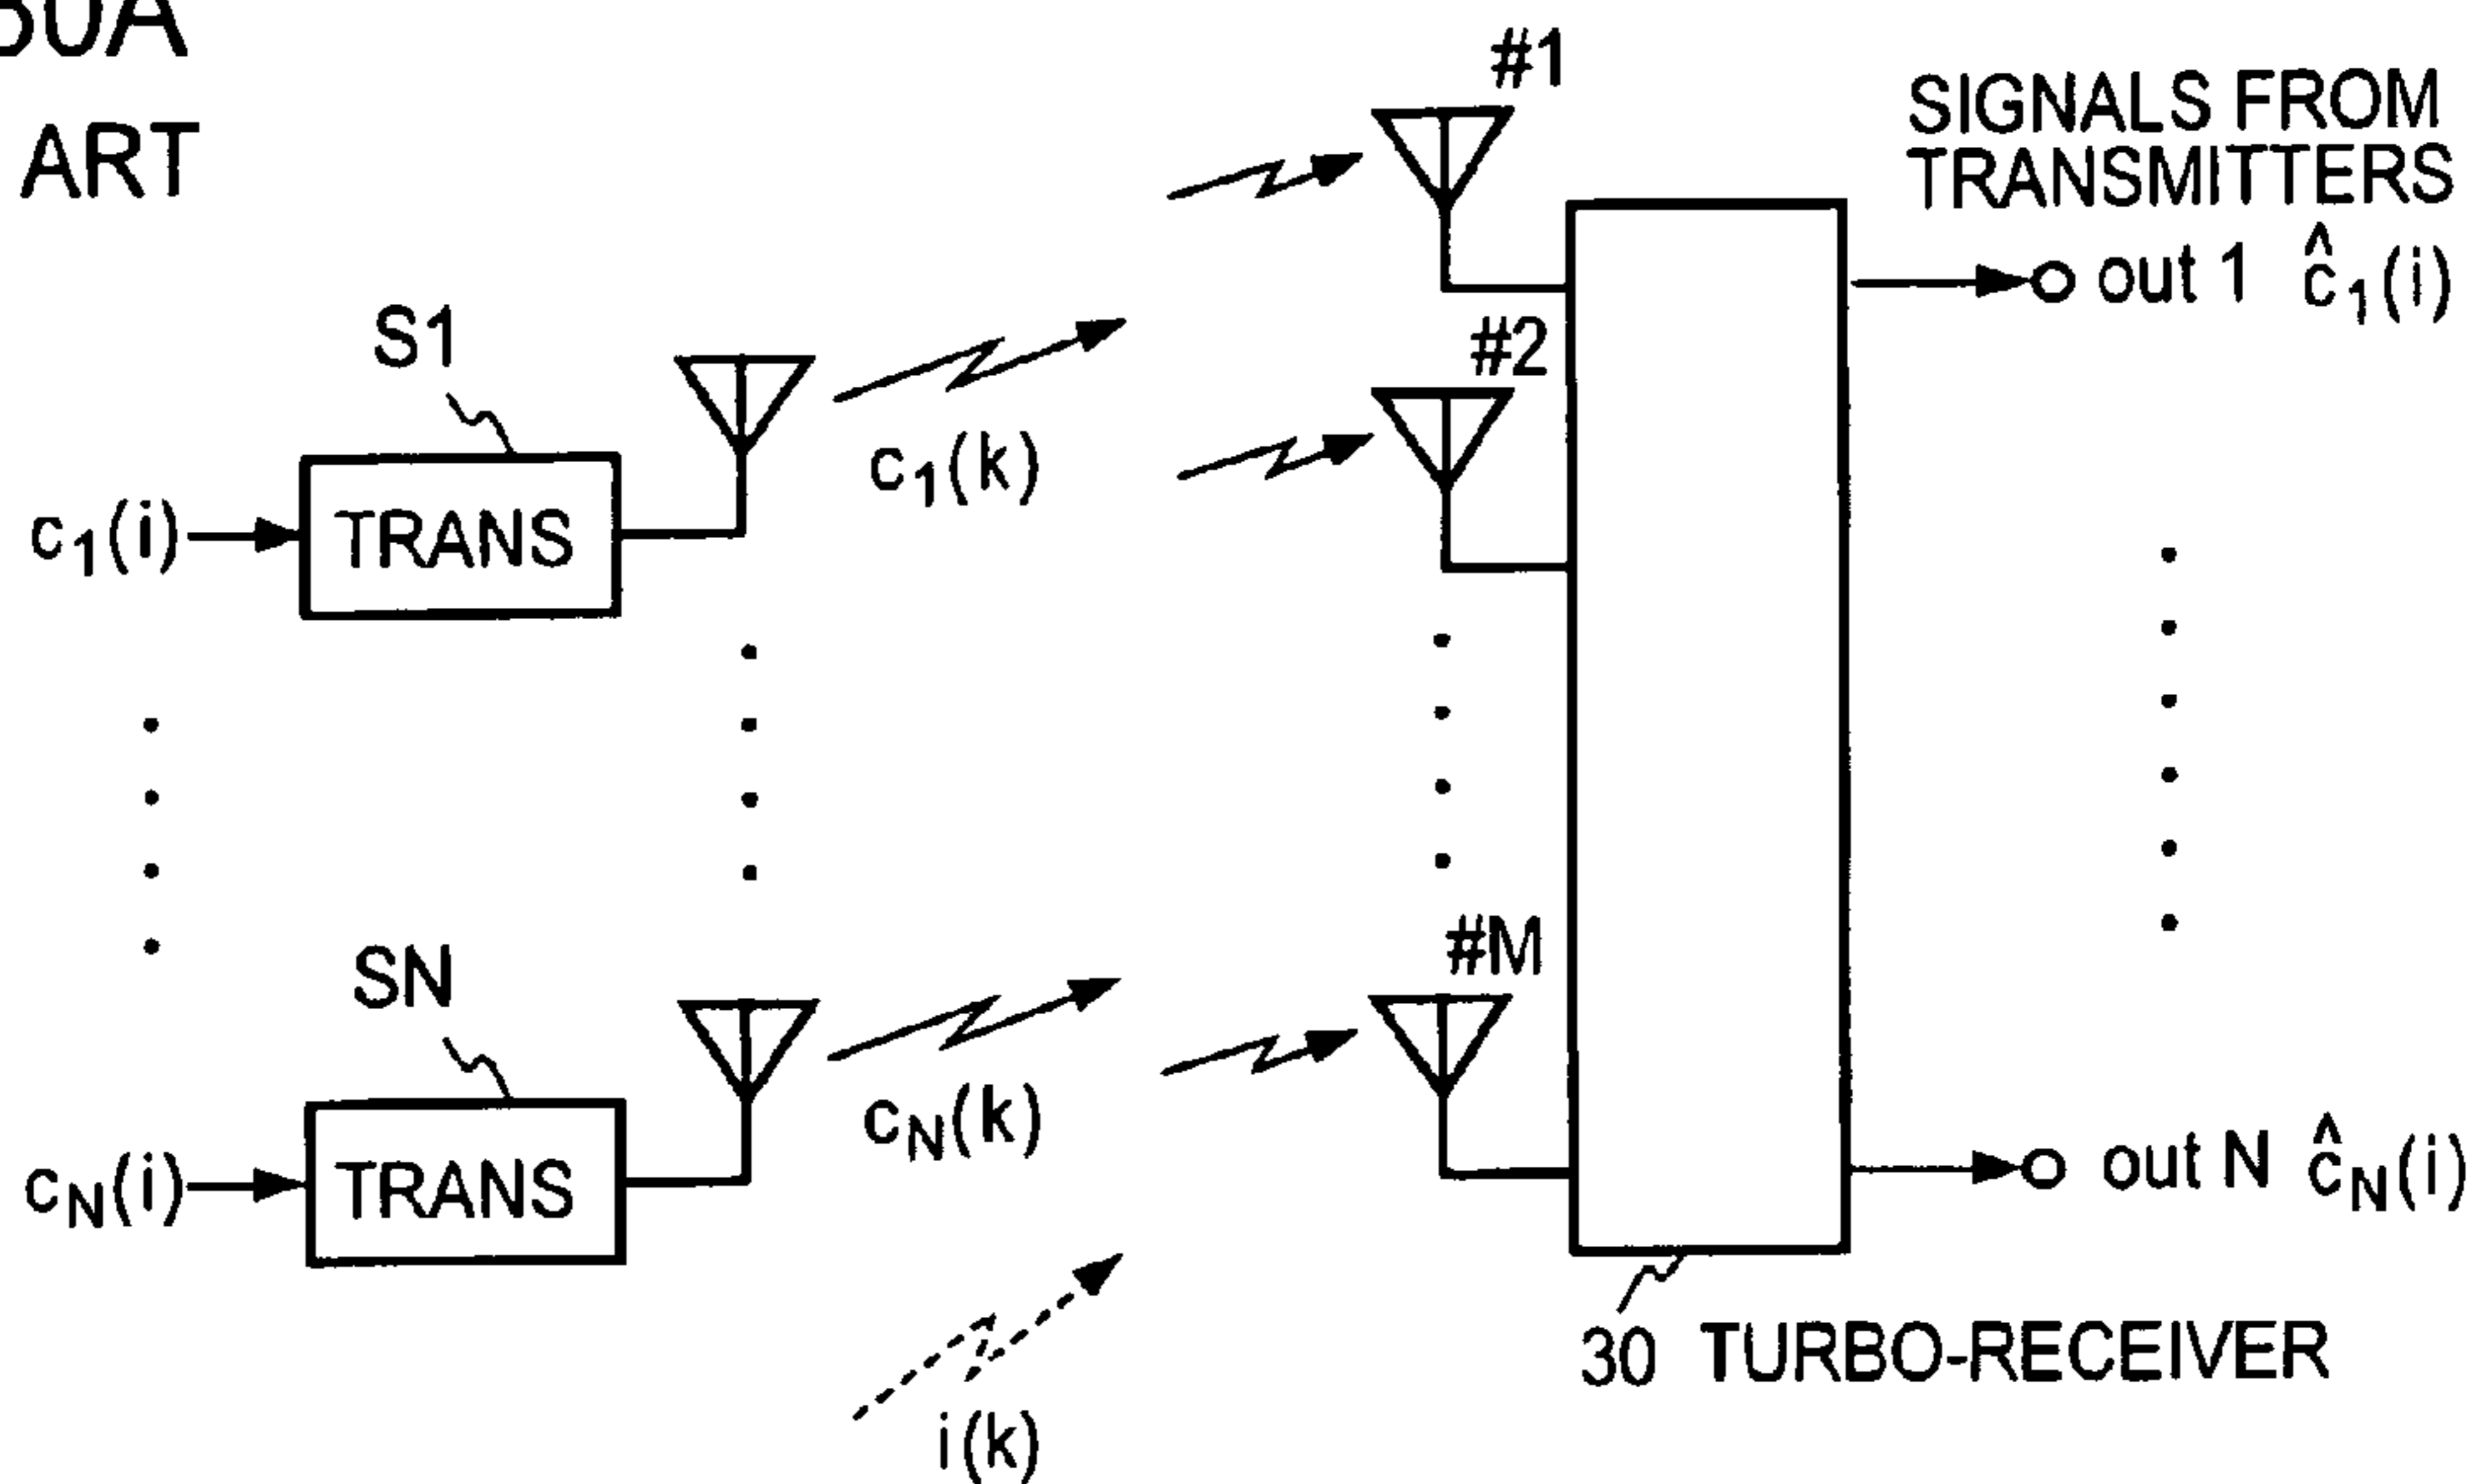 30A
ART
#1
SIGNALS FROM
TRANSMITTERS
out 1 ĉ₁(i)
S1
#2
c₁(k)
c₁(i)
TRANS
#M
SN
cN(k)
cN(i)
TRANS
out N ĉN(i)
30 TURBO-RECEIVER
i(k)